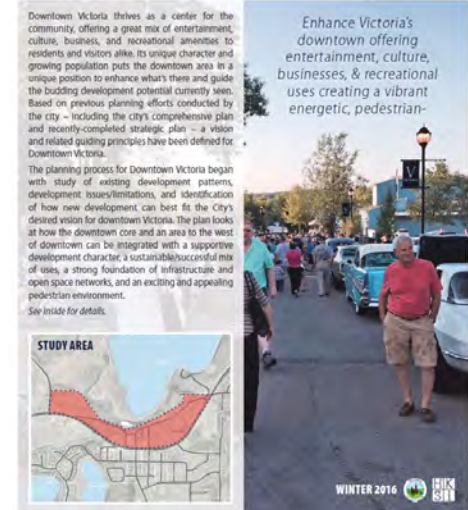 Downtown Victoria thrives as a center for the
community, offering a great mix of entertainment,
culture, business, and recreational amenities to
residents and visitors alike. Its unique character and
growing population puts the downtown area in a
unique position to enhance what's there and guide
the budding development potential currently seen.
Based on previous planning efforts conducted by
the city – including the city's comprehensive plan
and recently-completed strategic plan – a vision
and related guiding principles have been defined for
Downtown Victoria.
The planning process for Downtown Victoria began
with study of existing development patterns,
development issues/limitations, and identification
of how new development can best fit the City's
desired vision for downtown Victoria. The plan looks
at how the downtown core and an area to the west
of downtown can be integrated with a supportive
development character, a sustainable/successful mix
of uses, a strong foundation of infrastructure and
open space networks, and an exciting and appealing
pedestrian environment.
See inside for details.
STUDY AREA
Enhance Victoria's
downtown offering
entertainment, culture,
businesses, & recreational
uses creating a vibrant
energetic, pedestrian-
V
WINTER 2016
HK